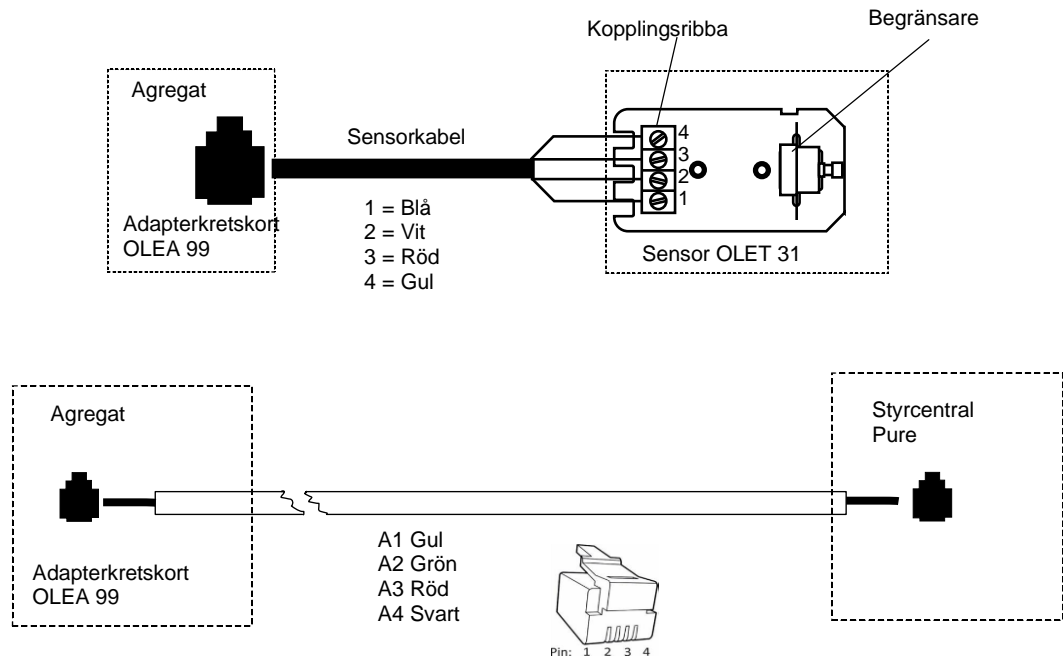 Begränsare
Kopplingsribba
Agregat
Sensorkabel
4
3
2
1
Adapterkretskort
OLEA 99
1 = Blå
2 = Vit
3 = Röd
4 = Gul
Sensor OLET 31
Agregat
Styrcentral
Pure
Adapterkretskort
OLEA 99
A1 Gul
A2 Grön
A3 Röd
A4 Svart
Pin: 1 2 3 4